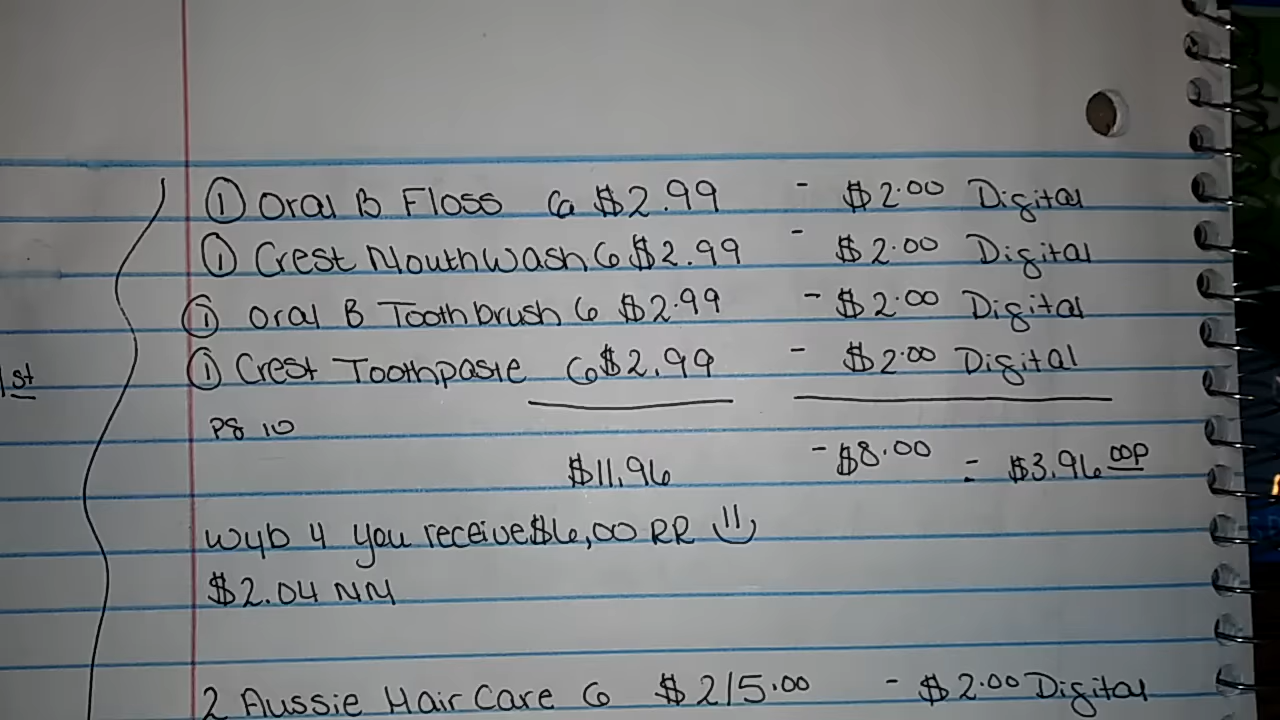 ① Oral B Floss @ $2.99 - $2.00 Digital
① Crest Mouthwash @ $2.99 - $2.00 Digital
① Oral B Toothbrush @ $2.99 - $2.00 Digital
1st ① Crest Toothpaste @ $2.99 - $2.00 Digital
Pg 10
$11.96 - $8.00 = $3.96 OOP
wyb 4 you receive $6.00 RR
$2.04 MM
2 Aussie Hair Care @ $2/5.00 - $2.00 Digital